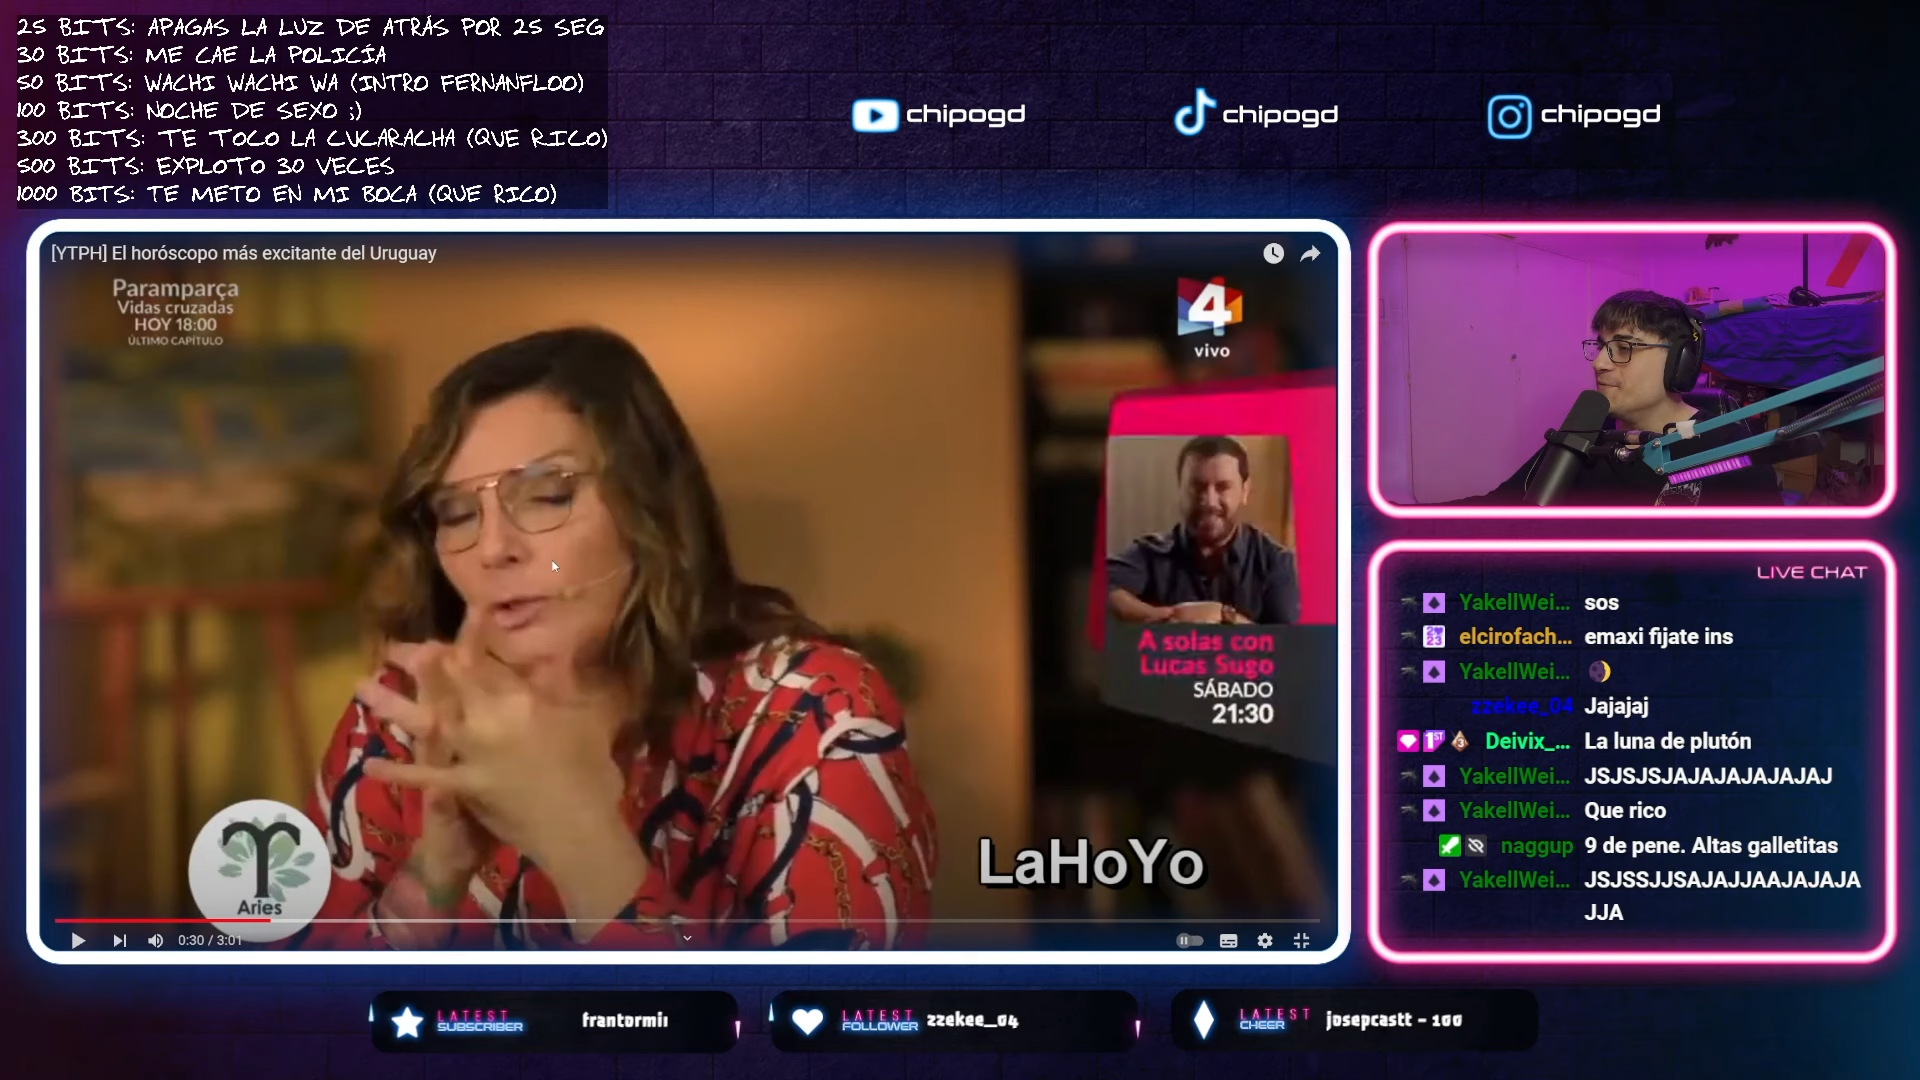 25 BITS: APAGAS LA LUZ DE ATRÁS POR 25 SEG
30 BITS: ME CAE LA POLICÍA
50 BITS: WACHI WACHI WA (INTRO FERNANFLOO)
100 BITS: NOCHE DE SEXO ;)
300 BITS: TE TOCO LA CUCARACHA (QUE RICO)
500 BITS: EXPLOTO 30 VECES
1000 BITS: TE METO EN MI BOCA (QUE RICO)
chipogd
chipogd
chipogd
[YTPH] El horóscopo más excitante del Uruguay
Paramparça
Vidas cruzadas
HOY 18:00
ÚLTIMO CAPÍTULO
4
vivo
A solas con
Lucas Sugo
SÁBADO
21:30
LaHoYo
Aries
0:30 / 3:01
LIVE CHAT
YakellWei... sos
elcirofach... emaxi fijate ins
YakellWei... 🌒
zzekee_04 Jajajaj
1ST 3 Deivix_... La luna de plutón
YakellWei... JSJSJSJAJAJAJAJAJAJ
YakellWei... Que rico
naggup 9 de pene. Altas galletitas
YakellWei... JSJSSJJSAJAJJAAJAJAJA
JJA
LATEST SUBSCRIBER frantormii
LATEST FOLLOWER zzekee_04
LATEST CHEER josepcastt - 100